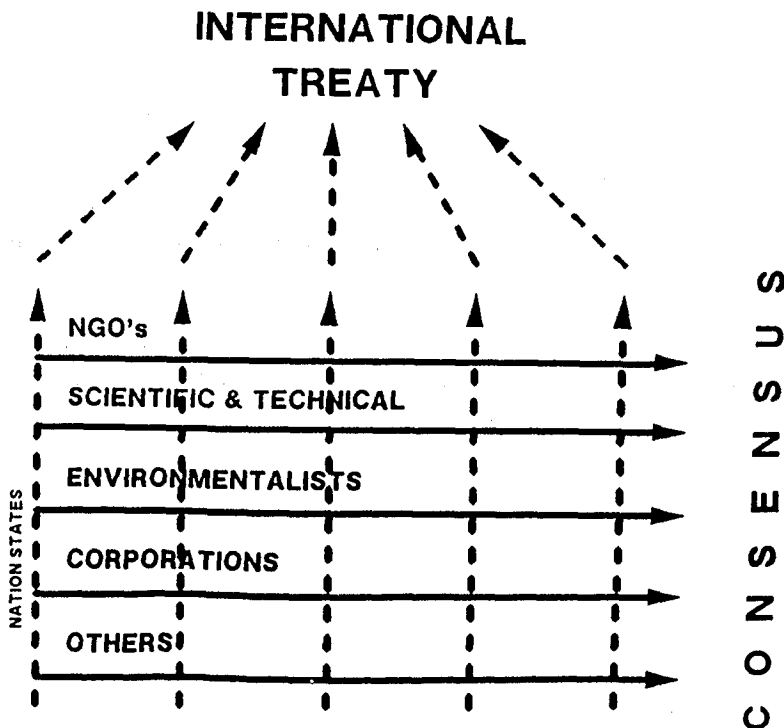 INTERNATIONAL
TREATY
NGO's
SCIENTIFIC & TECHNICAL
ENVIRONMENTALISTS
CORPORATIONS
OTHERS
NATION STATES
CONSENSUS